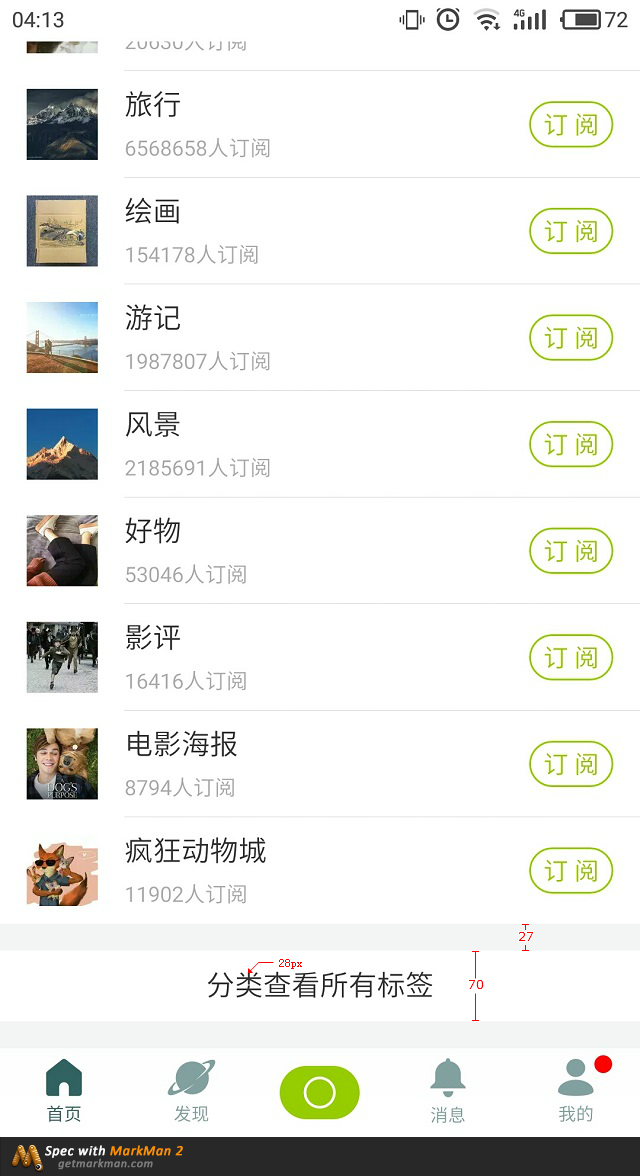 04:13
4G
72
20630人订阅
旅行
6568658人订阅
订 阅
绘画
154178人订阅
订 阅
游记
1987807人订阅
订 阅
风景
2185691人订阅
订 阅
好物
53046人订阅
订 阅
影评
16416人订阅
订 阅
电影海报
8794人订阅
订 阅
A DOG'S
PURPOSE
疯狂动物城
11902人订阅
订 阅
27
28px
分类查看所有标签
70
首页
发现
消息
我的
Spec with MarkMan 2
getmarkman.com